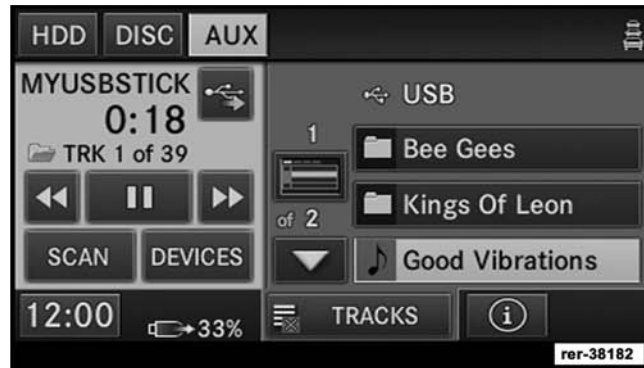 HDD DISC AUX
MYUSBSTICK
0:18
TRK 1 of 39
SCAN DEVICES
12:00 33%
USB
1
of 2
Bee Gees
Kings Of Leon
Good Vibrations
TRACKS i
rer-38182